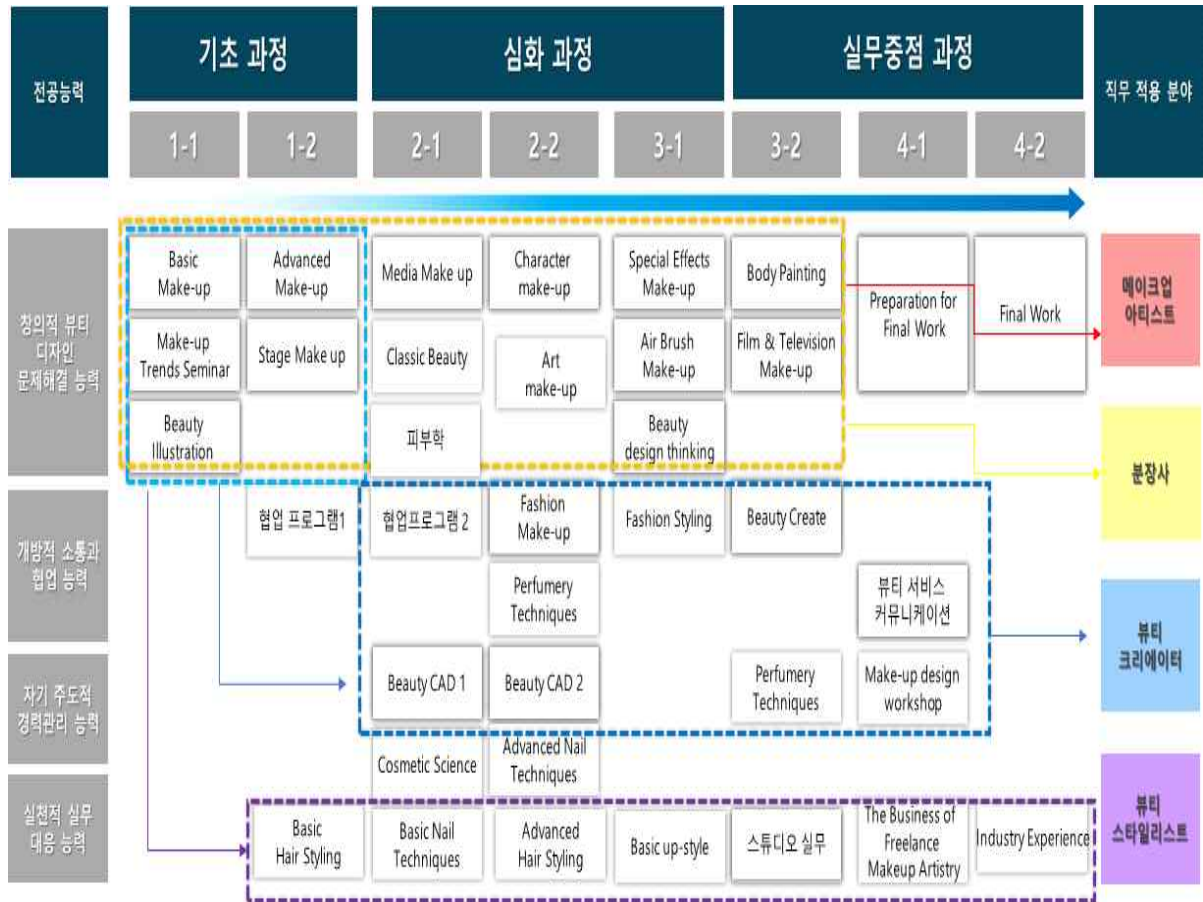 전공능력
기초 과정
심화 과정
실무중점 과정
직무 적용 분야
1-1
1-2
2-1
2-2
3-1
3-2
4-1
4-2
창의적 뷰티
디자인
문제해결 능력
Basic
Make-up
Advanced
Make-up
Media Make up
Character
make-up
Special Effects
Make-up
Body Painting
Preparation for
Final Work
Final Work
메이크업
아티스트
Make-up
Trends Seminar
Stage Make up
Classic Beauty
Art
make-up
Air Brush
Make-up
Film & Television
Make-up
Beauty
Illustration
피부학
Beauty
design thinking
분장사
개방적 소통과
협업 능력
협업 프로그램1
협업프로그램 2
Fashion
Make-up
Fashion Styling
Beauty Create
Perfumery
Techniques
뷰티 서비스
커뮤니케이션
뷰티
크리에이터
자기 주도적
경력관리 능력
Beauty CAD 1
Beauty CAD 2
Perfumery
Techniques
Make-up design
workshop
Cosmetic Science
Advanced Nail
Techniques
실천적 실무
대응 능력
Basic
Hair Styling
Basic Nail
Techniques
Advanced
Hair Styling
Basic up-style
스튜디오 실무
The Business of
Freelance
Makeup Artistry
Industry Experience
뷰티
스타일리스트